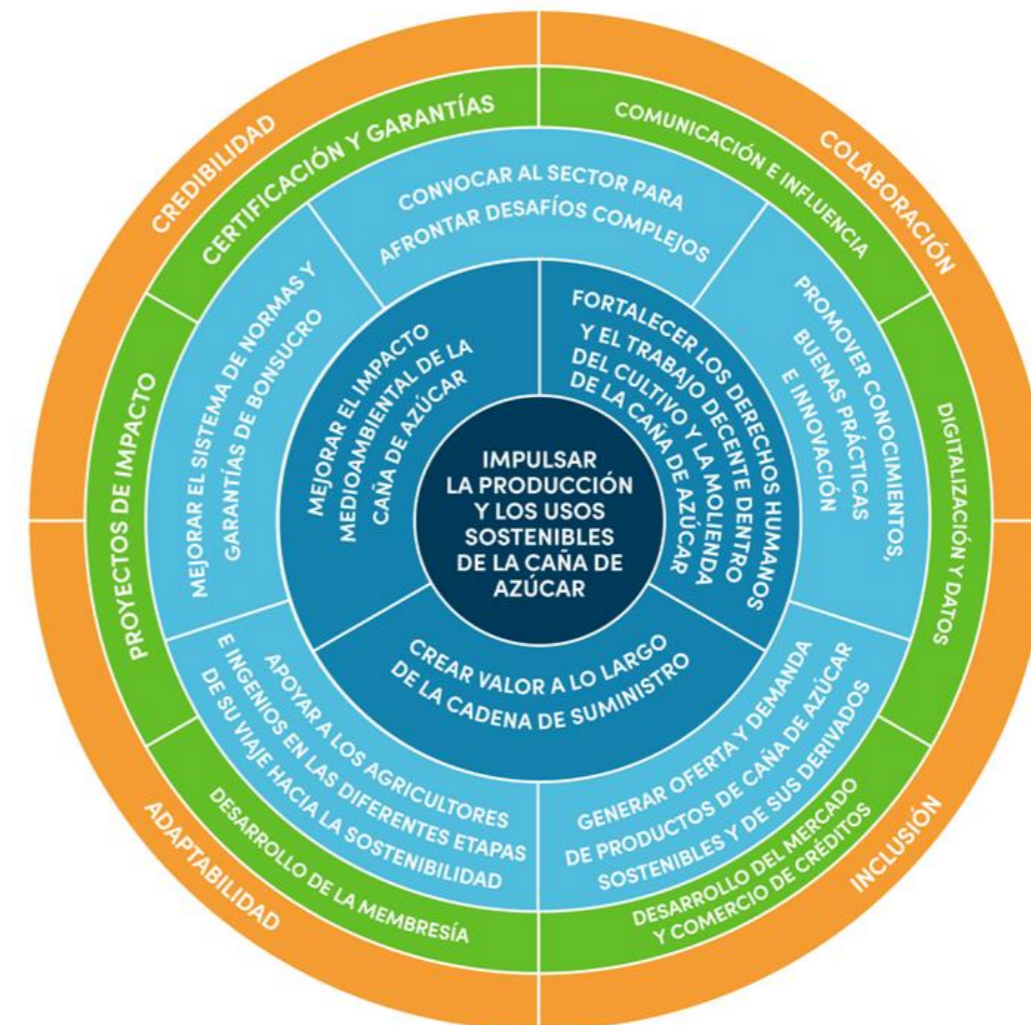 CREDIBILIDAD
COLABORACIÓN
INCLUSIÓN
ADAPTABILIDAD
CERTIFICACIÓN Y GARANTÍAS
COMUNICACIÓN E INFLUENCIA
DIGITALIZACIÓN Y DATOS
DESARROLLO DEL MERCADO
Y COMERCIO DE CRÉDITOS
DESARROLLO DE LA MEMBRESÍA
PROYECTOS DE IMPACTO
CONVOCAR AL SECTOR PARA
AFRONTAR DESAFÍOS COMPLEJOS
PROMOVER CONOCIMIENTOS,
BUENAS PRÁCTICAS
E INNOVACIÓN
GENERAR OFERTA Y DEMANDA
DE PRODUCTOS DE CAÑA DE AZÚCAR
SOSTENIBLES Y DE SUS DERIVADOS
APOYAR A LOS AGRICULTORES
E INGENIOS EN LAS DIFERENTES ETAPAS
DE SU VIAJE HACIA LA SOSTENIBILIDAD
MEJORAR EL SISTEMA DE NORMAS Y
GARANTÍAS DE BONSUCRO
MEJORAR EL IMPACTO
MEDIOAMBIENTAL DE LA
CAÑA DE AZÚCAR
FORTALECER LOS DERECHOS HUMANOS
Y EL TRABAJO DECENTE DENTRO
DEL CULTIVO Y LA MOLIENDA
DE LA CAÑA DE AZÚCAR
CREAR VALOR A LO LARGO
DE LA CADENA DE SUMINISTRO
IMPULSAR
LA PRODUCCIÓN
Y LOS USOS
SOSTENIBLES
DE LA CAÑA DE
AZÚCAR